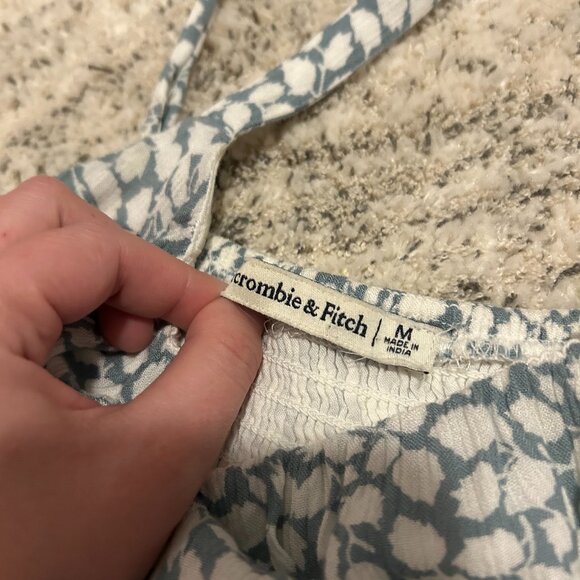 crombie & Fitch | M
MADE IN
INDIA